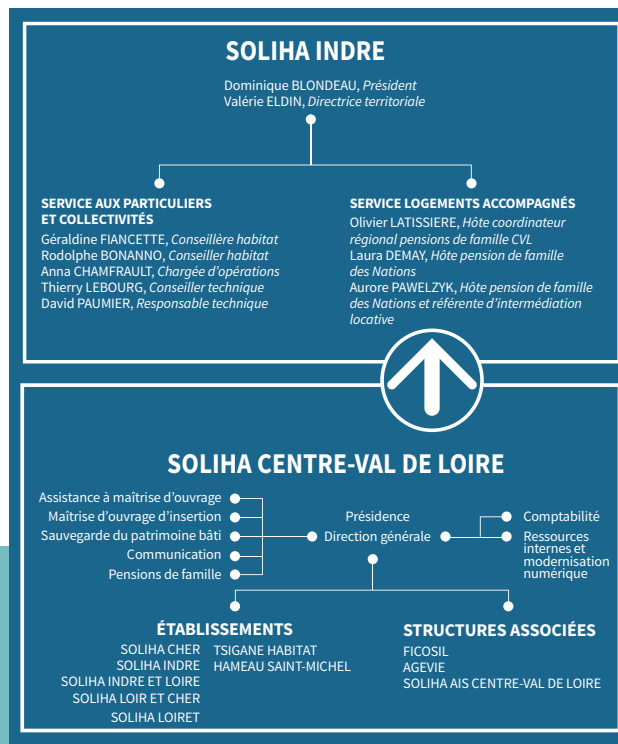 SOLIHA INDRE
Dominique BLONDEAU, Président
Valérie ELDIN, Directrice territoriale
SERVICE AUX PARTICULIERS
ET COLLECTIVITÉS
Géraldine FIANCETTE, Conseillère habitat
Rodolphe BONANNO, Conseiller habitat
Anna CHAMFRAULT, Chargée d'opérations
Thierry LEBOURG, Conseiller technique
David PAUMIER, Responsable technique
SERVICE LOGEMENTS ACCOMPAGNÉS
Olivier LATISSIERE, Hôte coordinateur
régional pensions de famille CVL
Laura DEMAY, Hôte pension de famille
des Nations
Aurore PAWELZYK, Hôte pension de famille
des Nations et référente d'intermédiation
locative
SOLIHA CENTRE-VAL DE LOIRE
Assistance à maîtrise d'ouvrage
Maîtrise d'ouvrage d'insertion
Sauvegarde du patrimoine bâti
Communication
Pensions de famille
Présidence
Direction générale
Comptabilité
Ressources
internes et
modernisation
numérique
ÉTABLISSEMENTS
SOLIHA CHER
SOLIHA INDRE
SOLIHA INDRE ET LOIRE
SOLIHA LOIR ET CHER
SOLIHA LOIRET
TSIGANE HABITAT
HAMEAU SAINT-MICHEL
STRUCTURES ASSOCIÉES
FICOSIL
AGEVIE
SOLIHA AIS CENTRE-VAL DE LOIRE